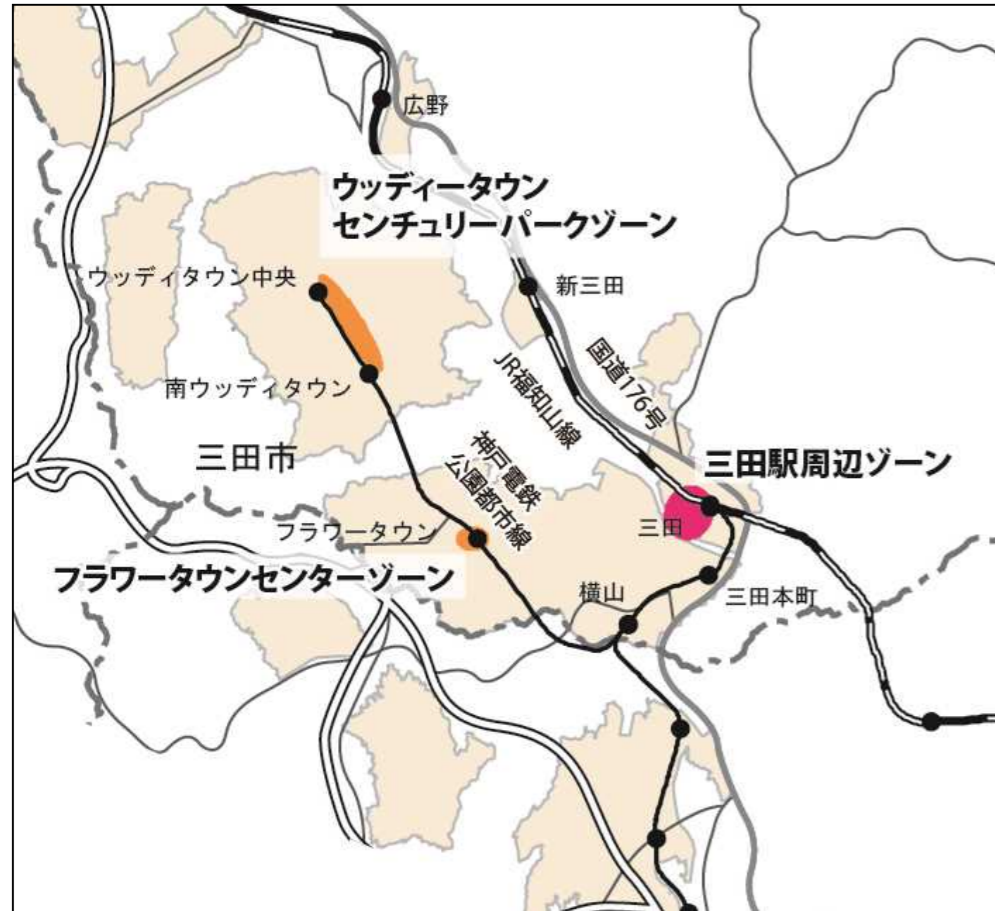 広野
ウッディータウン
センチュリーパークゾーン
ウッディタウン中央
新三田
国道176号
JR福知山線
南ウッディタウン
三田市
神戸電鉄
公園都市線
三田駅周辺ゾーン
三田
フラワータウン
フラワータウンセンターゾーン
横山
三田本町